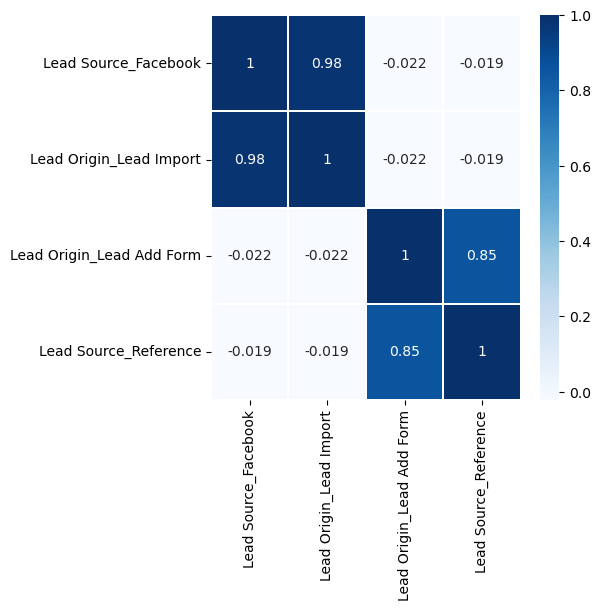 Lead Source_Facebook
1
0.98
-0.022
-0.019
Lead Origin_Lead Import
0.98
1
-0.022
-0.019
Lead Origin_Lead Add Form
-0.022
-0.022
1
0.85
Lead Source_Reference
-0.019
-0.019
0.85
1
Lead Source_Facebook
Lead Origin_Lead Import
Lead Origin_Lead Add Form
Lead Source_Reference
1.0
0.8
0.6
0.4
0.2
0.0